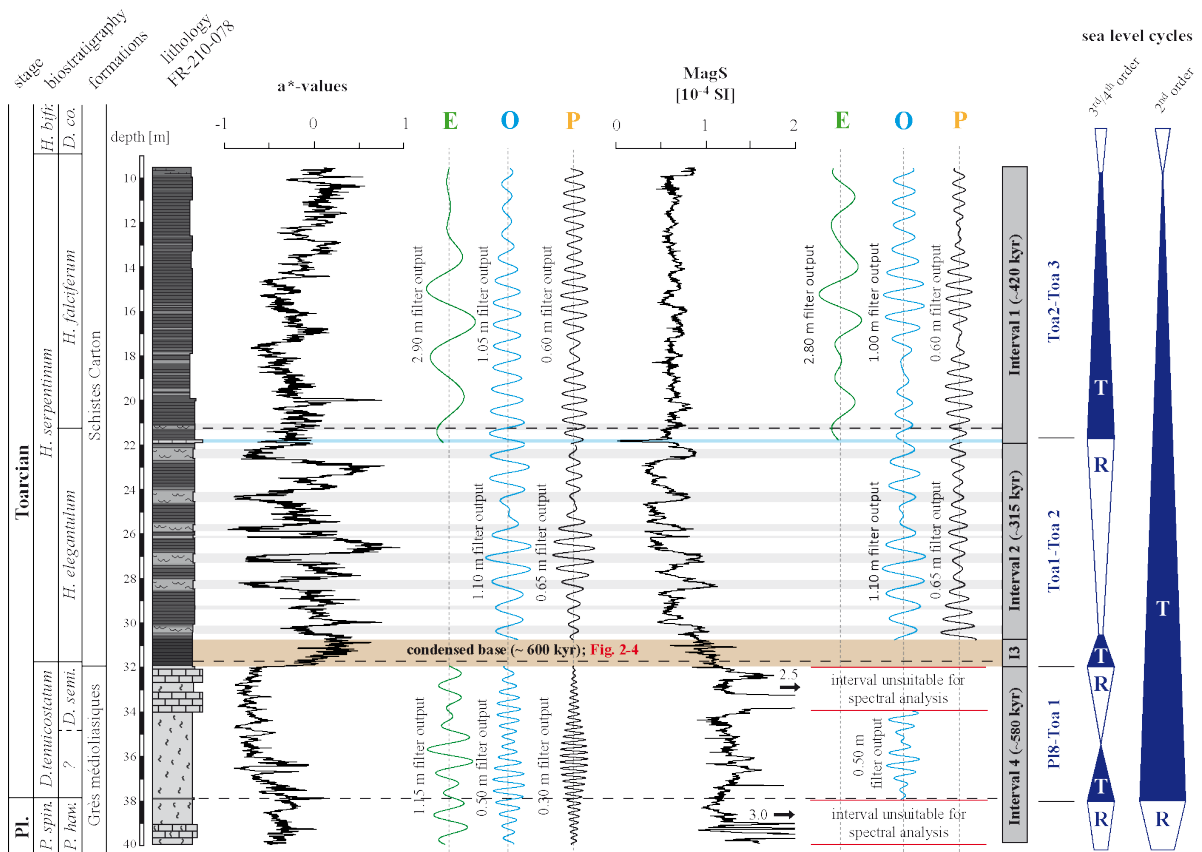 stage
biostratigraphy
formations
lithology
FR-210-078
a*-values
MagS
[10⁻⁴ SI]
sea level cycles
3rd/4th order
2nd order
depth [m]
-1
0
1
E
O
P
0
1
2
E
O
P
10
12
14
16
18
20
22
24
26
28
30
32
34
36
38
40
Toarcian
Pl.
H. bifr.
H. serpentinum
D.tenuicostatum
P. spin.
D. co.
H. falciferum
H. elegantulum
D. semi.
?
P. haw.
Schistes Carton
Grès médioliasiques
2.90 m filter output
1.05 m filter output
0.60 m filter output
1.10 m filter output
0.65 m filter output
1.15 m filter output
0.50 m filter output
0.30 m filter output
2.80 m filter output
1.00 m filter output
0.60 m filter output
1.10 m filter output
0.65 m filter output
0.50 m
filter output
condensed base (~ 600 kyr); Fig. 2-4
2.5
interval unsuitable for
spectral analysis
3.0
interval unsuitable for
spectral analysis
Interval 1 (~420 kyr)
Interval 2 (~315 kyr)
I3
Interval 4 (~580 kyr)
Toa2-Toa 3
Toa1-Toa 2
Pl8-Toa 1
T
R
T
R
T
R
T
R